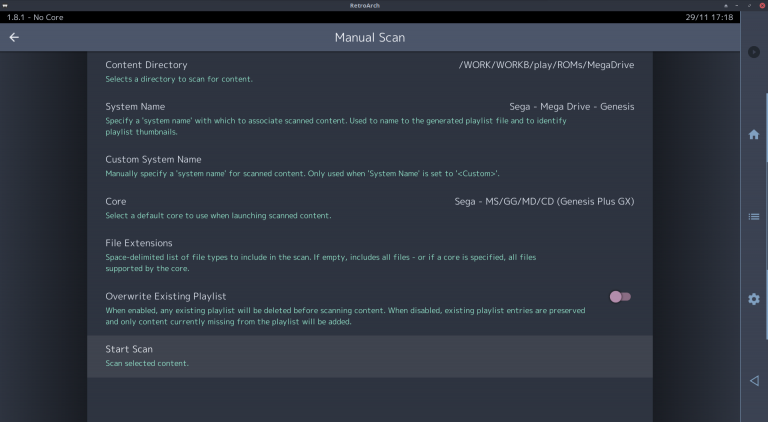 RetroArch
1.8.1 - No Core
29/11 17:18
Manual Scan
Content Directory
/WORK/WORKB/play/ROMs/MegaDrive
Selects a directory to scan for content.
System Name
Sega - Mega Drive - Genesis
Specify a 'system name' with which to associate scanned content. Used to name to the generated playlist file and to identify
playlist thumbnails.
Custom System Name
Manually specify a 'system name' for scanned content. Only used when 'System Name' is set to '<Custom>'.
Core
Sega - MS/GG/MD/CD (Genesis Plus GX)
Select a default core to use when launching scanned content.
File Extensions
Space-delimited list of file types to include in the scan. If empty, includes all files - or if a core is specified, all files
supported by the core.
Overwrite Existing Playlist
When enabled, any existing playlist will be deleted before scanning content. When disabled, existing playlist entries are preserved
and only content currently missing from the playlist will be added.
Start Scan
Scan selected content.